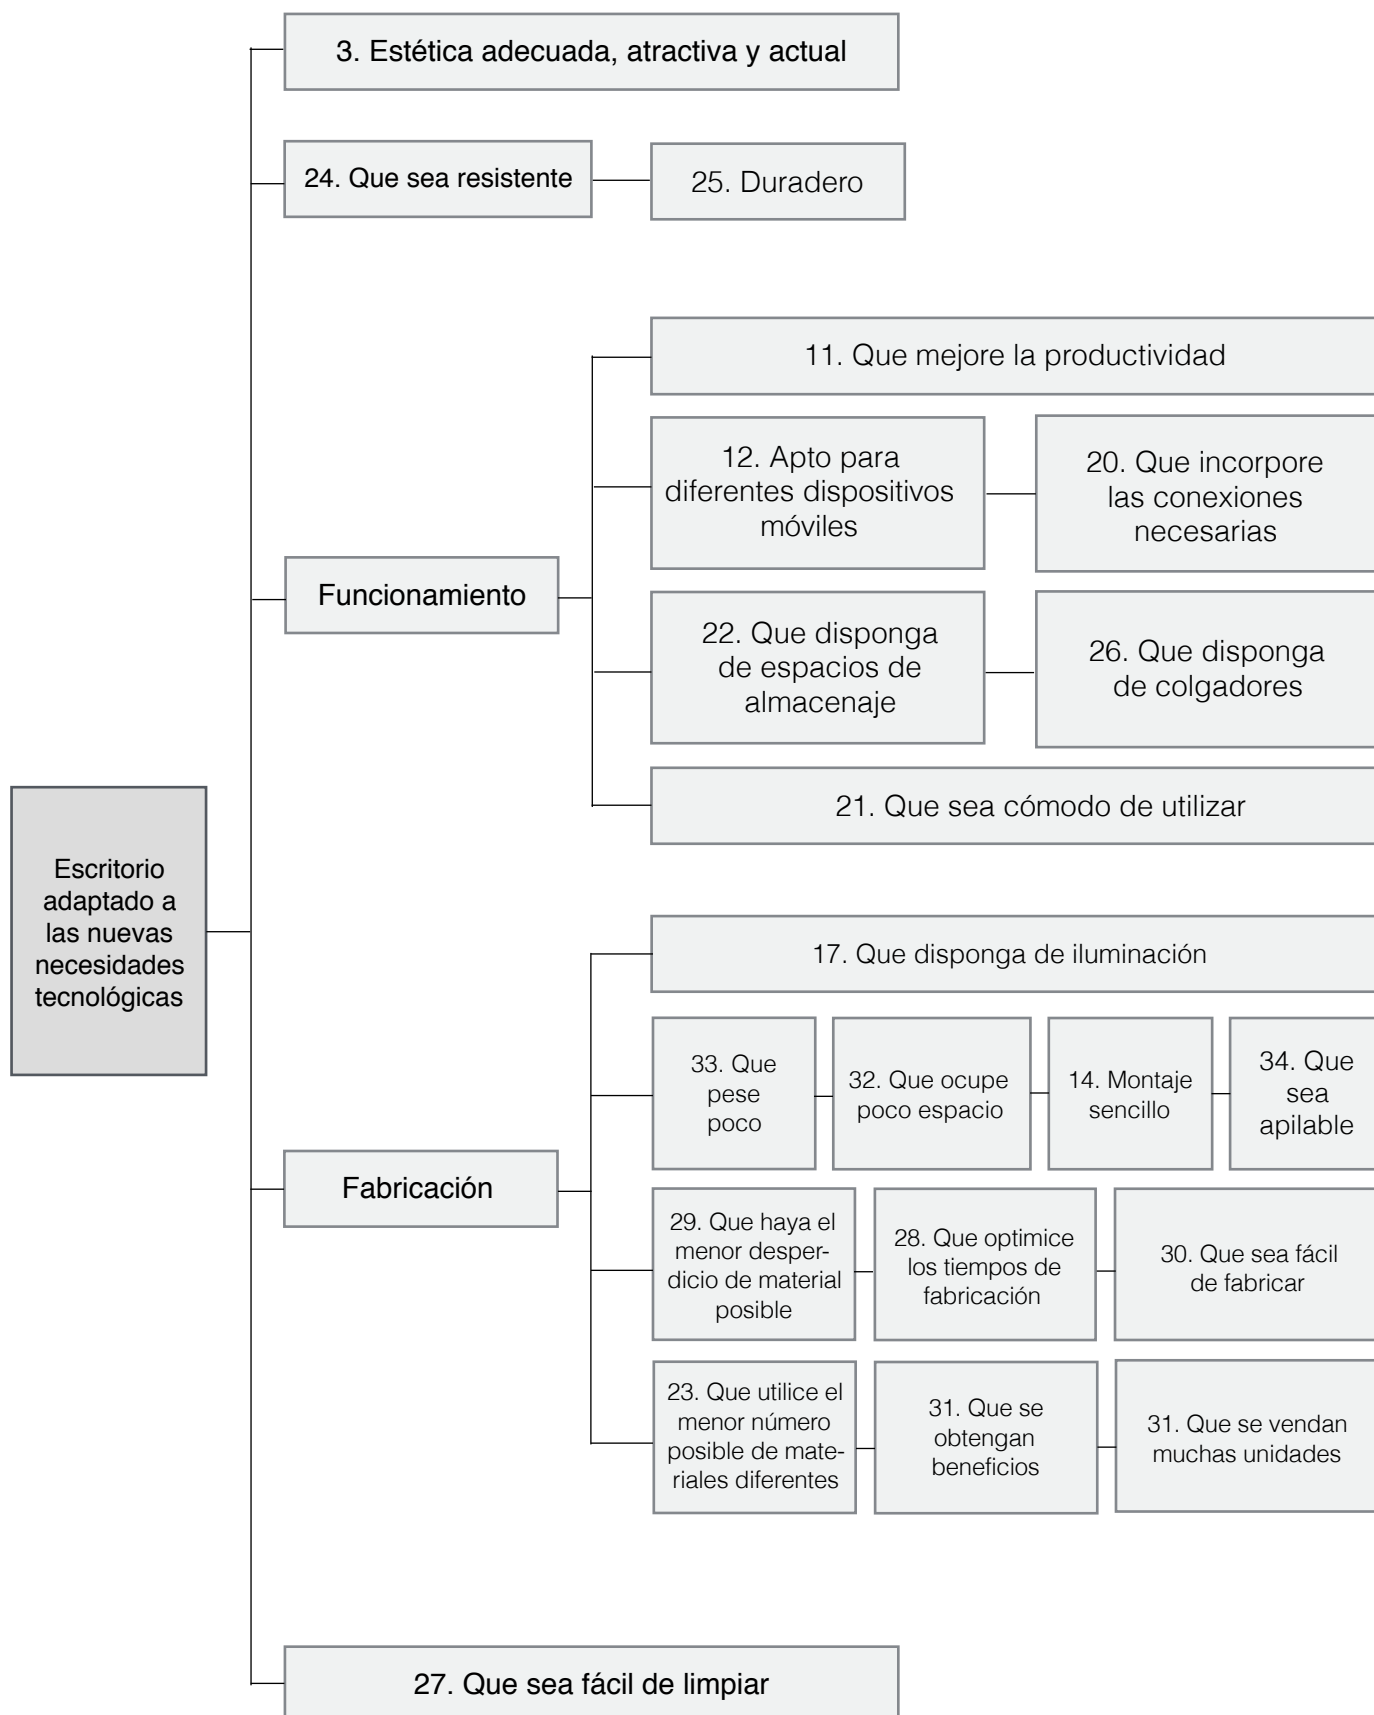 3. Estética adecuada, atractiva y actual
24. Que sea resistente
25. Duradero
11. Que mejore la productividad
12. Apto para
diferentes dispositivos
móviles
20. Que incorpore
las conexiones
necesarias
Funcionamiento
22. Que disponga
de espacios de
almacenaje
26. Que disponga
de colgadores
21. Que sea cómodo de utilizar
Escritorio
adaptado a
las nuevas
necesidades
tecnológicas
17. Que disponga de iluminación
33. Que
pese
poco
32. Que ocupe
poco espacio
14. Montaje
sencillo
34. Que
sea
apilable
Fabricación
29. Que haya el
menor desper-
dicio de material
posible
28. Que optimice
los tiempos de
fabricación
30. Que sea fácil
de fabricar
23. Que utilice el
menor número
posible de mate-
riales diferentes
31. Que se
obtengan
beneficios
31. Que se vendan
muchas unidades
27. Que sea fácil de limpiar